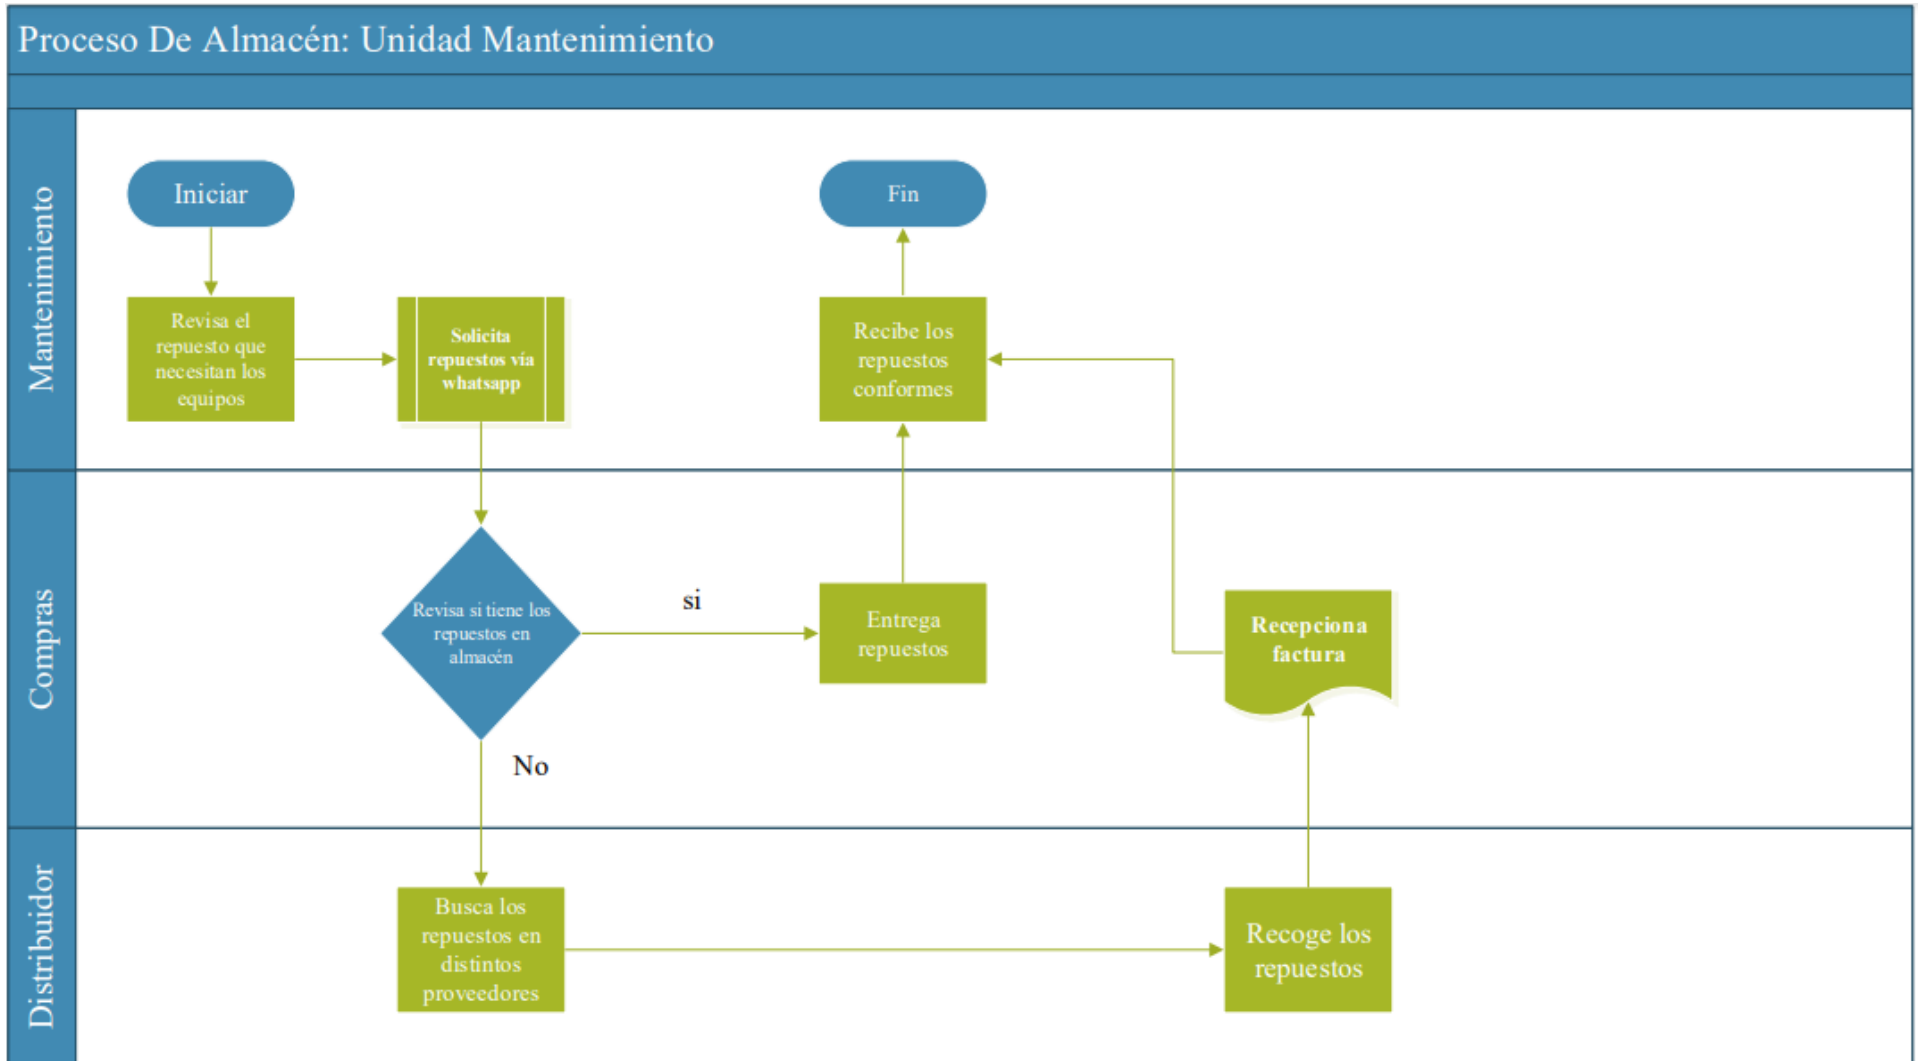 Proceso De Almacén: Unidad Mantenimiento
Mantenimiento
Iniciar
Fin
Revisa el
repuesto que
necesitan los
equipos
Solicita
repuestos vía
whatsapp
Recibe los
repuestos
conformes
Compras
Revisa si tiene los
repuestos en
almacén
si
Entrega
repuestos
Recepciona
factura
No
Distribuidor
Busca los
repuestos en
distintos
proveedores
Recoge los
repuestos